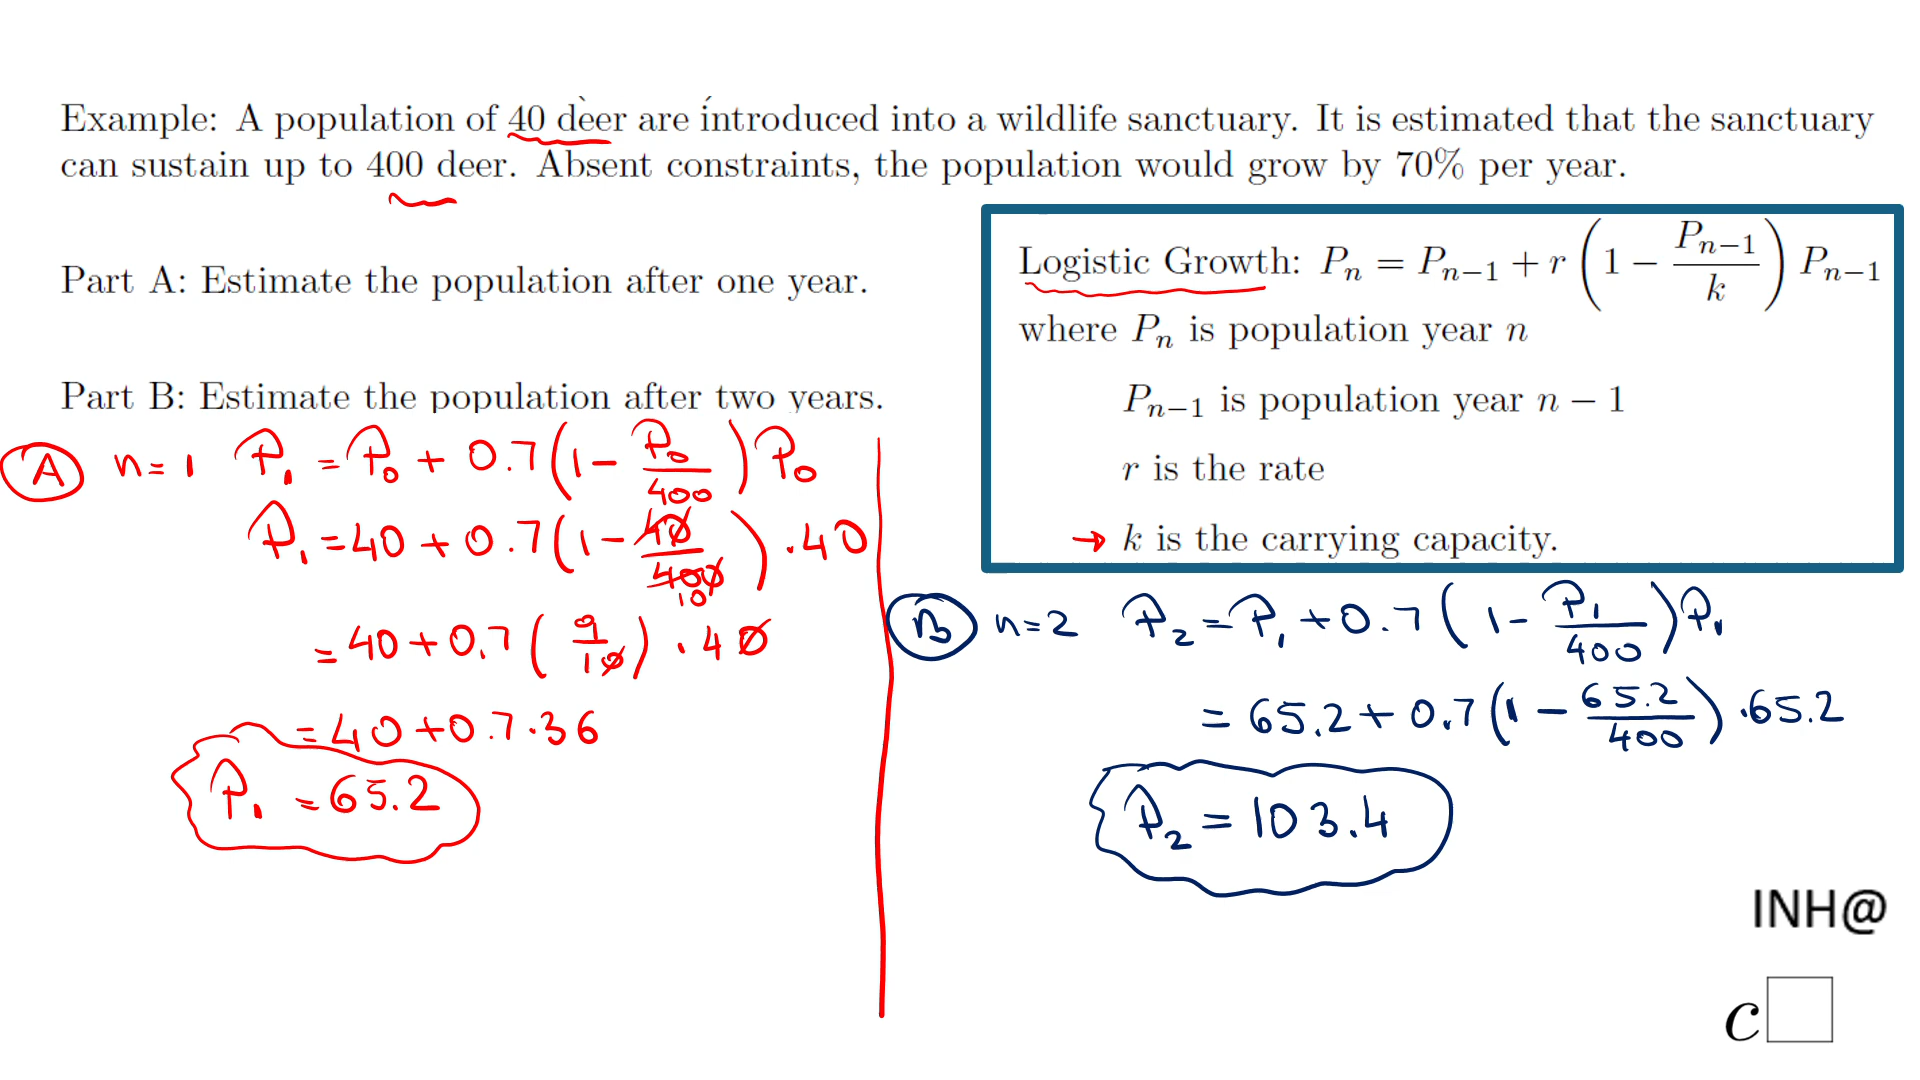 Example: A population of 40 deer are introduced into a wildlife sanctuary. It is estimated that the sanctuary
can sustain up to 400 deer. Absent constraints, the population would grow by 70% per year.
Part A: Estimate the population after one year.
Part B: Estimate the population after two years.
Logistic Growth: Pₙ = Pₙ₋₁ + r(1 − Pₙ₋₁/k) Pₙ₋₁
where Pₙ is population year n
Pₙ₋₁ is population year n − 1
r is the rate
→ k is the carrying capacity.
A n=1 P₁ = P₀ + 0.7(1 − P₀/400) P₀
P₁ = 40 + 0.7(1 − 40/400) · 40
10
= 40 + 0.7(9/10) · 40
= 40 + 0.7 · 36
P₁ = 65.2
B n=2 P₂ = P₁ + 0.7(1 − P₁/400) P₁
= 65.2 + 0.7(1 − 65.2/400) · 65.2
P₂ = 103.4
INH@
c